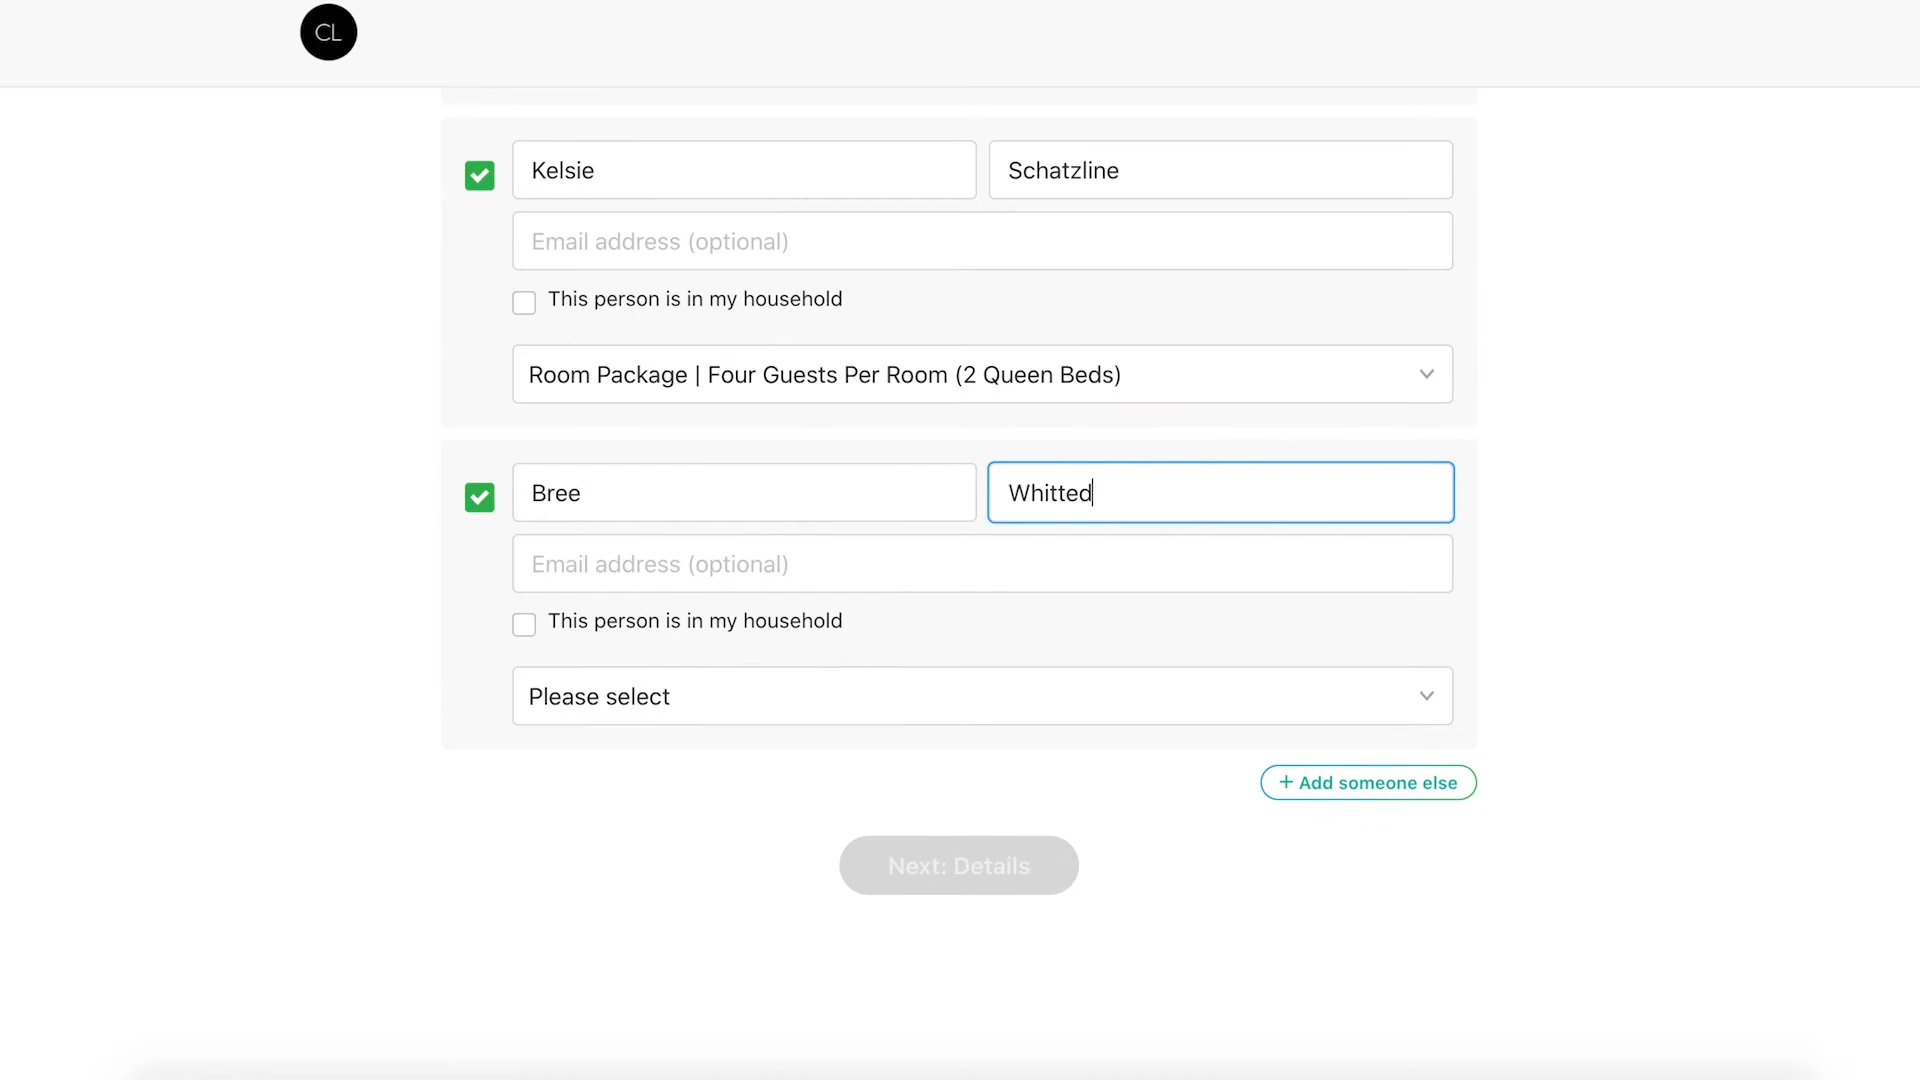 CL
Kelsie
Schatzline
Email address (optional)
This person is in my household
Room Package | Four Guests Per Room (2 Queen Beds)
Bree
Whitted
Email address (optional)
This person is in my household
Please select
+ Add someone else
Next: Details